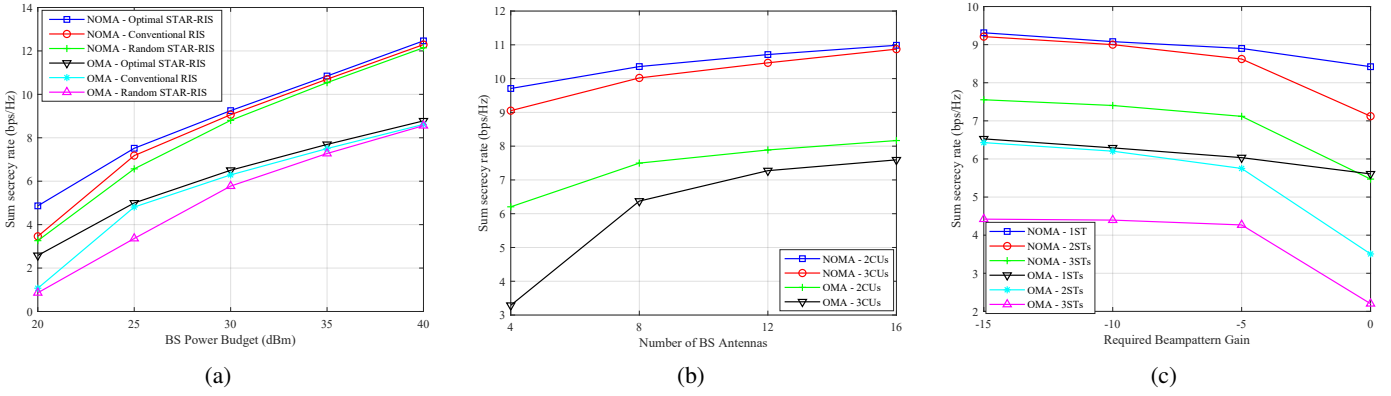 14
12
10
8
6
4
2
0
Sum secrecy rate (bps/Hz)
NOMA - Optimal STAR-RIS
NOMA - Conventional RIS
NOMA - Random STAR-RIS
OMA - Optimal STAR-RIS
OMA - Conventional RIS
OMA - Random STAR-RIS
20 25 30 35 40
BS Power Budget (dBm)
(a)
12
11
10
9
8
7
6
5
4
3
Sum secrecy rate (bps/Hz)
NOMA - 2CUs
NOMA - 3CUs
OMA - 2CUs
OMA - 3CUs
4 8 12 16
Number of BS Antennas
(b)
10
9
8
7
6
5
4
3
2
Sum secrecy rate (bps/Hz)
NOMA - 1ST
NOMA - 2STs
NOMA - 3STs
OMA - 1STs
OMA - 2STs
OMA - 3STs
-15 -10 -5 0
Required Beampattern Gain
(c)